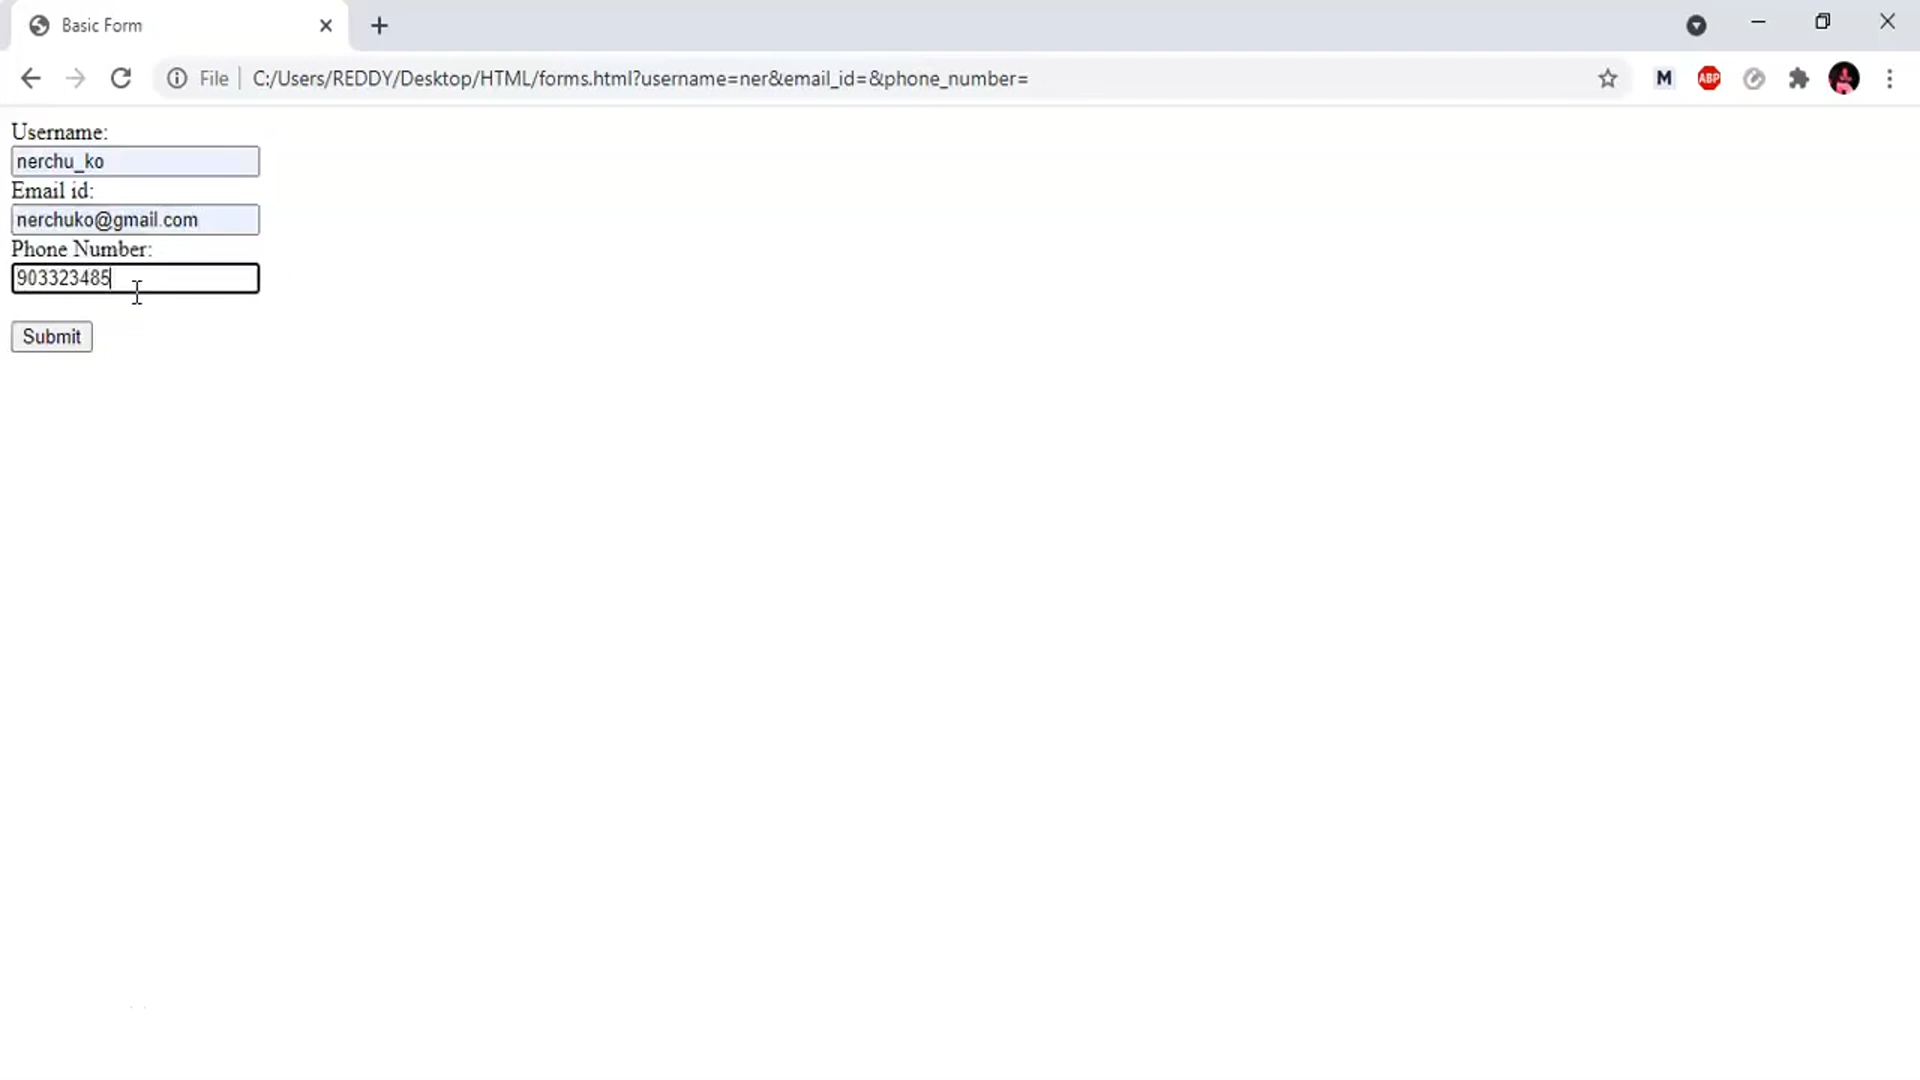 Basic Form
File C:/Users/REDDY/Desktop/HTML/forms.html?username=ner&email_id=&phone_number=
M ABP
Username:
nerchu_ko
Email id:
nerchuko@gmail.com
Phone Number:
903323485
Submit